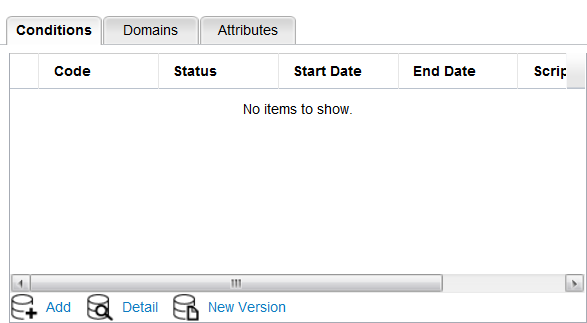 Conditions Domains Attributes
Code Status Start Date End Date Scrip
No items to show.
Add Detail New Version